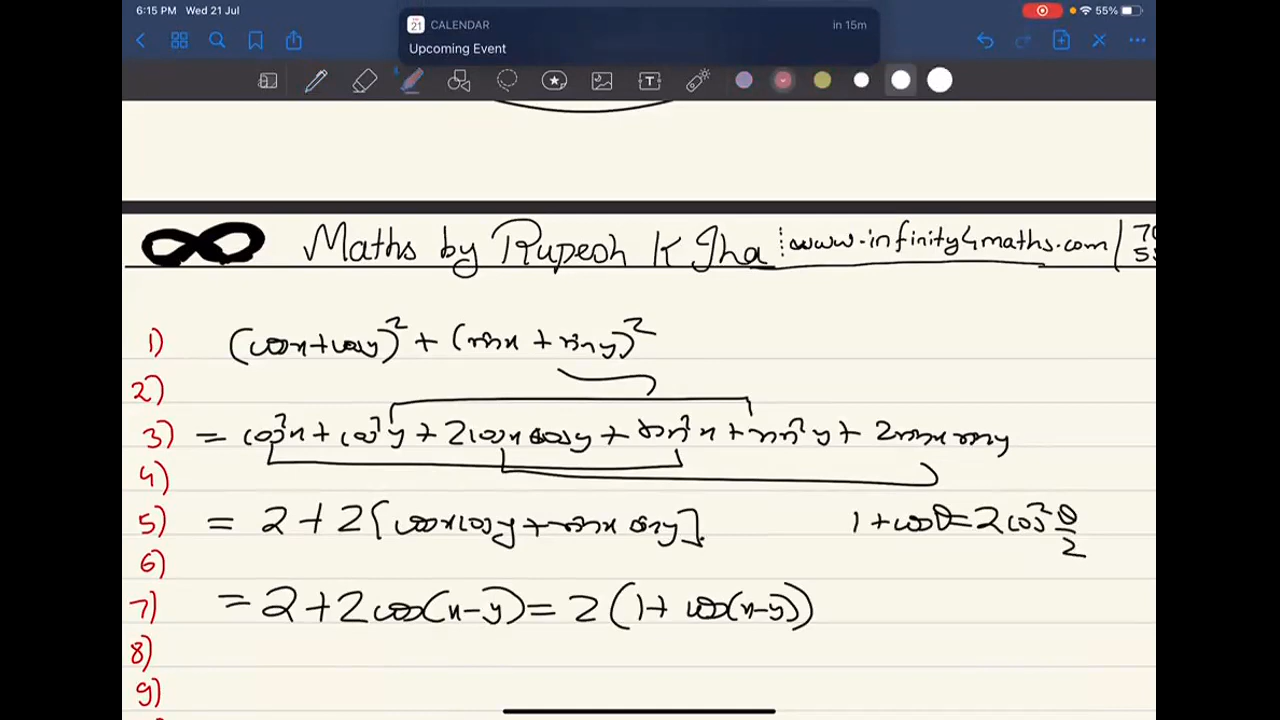 6:15 PM Wed 21 Jul
55%
21 CALENDAR in 15m
Upcoming Event
T
∞ Maths by Rupesh K Jha www.infinity4maths.com
1) (cosx+cosy)² + (sinx + siny)²
2)
3) = cos²x + cos²y + 2cosx cosy + sin²x + sin²y + 2sinx siny
4)
5) = 2 + 2[cosxcosy + sinx siny]. 1+cosθ=2cos² θ/2
6)
7) = 2+2cos(x-y) = 2(1+ cos(x-y))
8)
9)